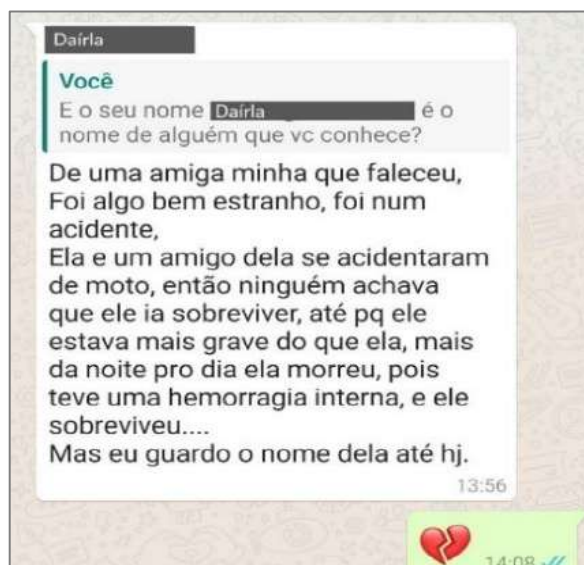 Daírla
Você
E o seu nome Daírla é o
nome de alguém que vc conhece?
De uma amiga minha que faleceu,
Foi algo bem estranho, foi num
acidente,
Ela e um amigo dela se acidentaram
de moto, então ninguém achava
que ele ia sobreviver, até pq ele
estava mais grave do que ela, mais
da noite pro dia ela morreu, pois
teve uma hemorragia interna, e ele
sobreviveu....
Mas eu guardo o nome dela até hj.
13:56
14:08